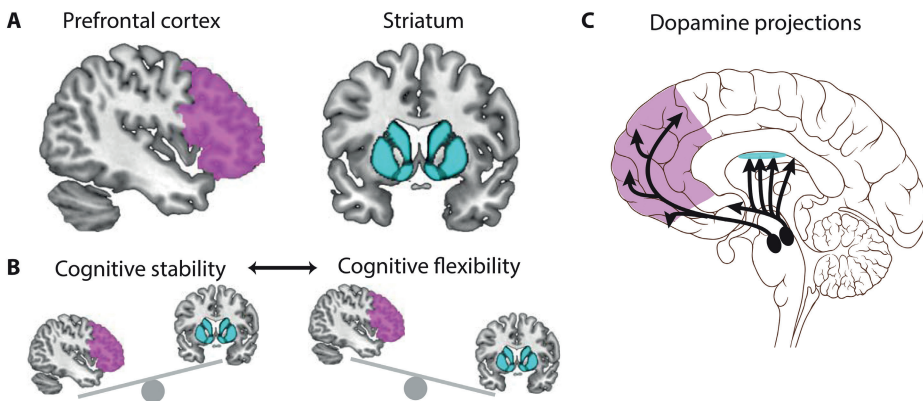 A Prefrontal cortex
Striatum
C Dopamine projections
B Cognitive stability
Cognitive flexibility